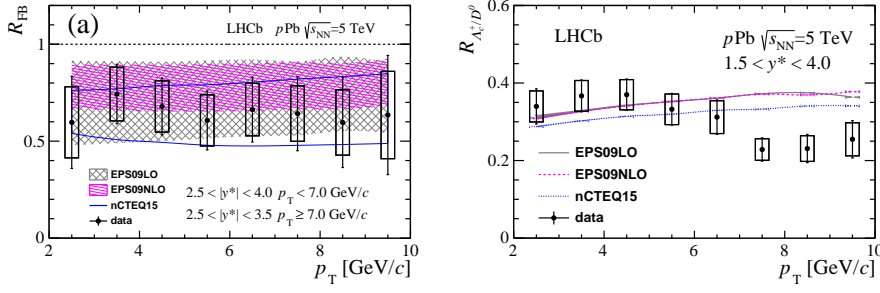 (a)
LHCb pPb √s_NN=5 TeV
R_FB
1
0.5
0
EPS09LO
EPS09NLO
nCTEQ15
data
2.5 < |y*| < 4.0 p_T < 7.0 GeV/c
2.5 < |y*| < 3.5 p_T ≥ 7.0 GeV/c
2 4 6 8 10
p_T [GeV/c]
R_Λc+/D0
LHCb
pPb √s_NN=5 TeV
1.5 < y* < 4.0
0.6
0.4
0.2
0
EPS09LO
EPS09NLO
nCTEQ15
data
2 4 6 8 10
p_T [GeV/c]